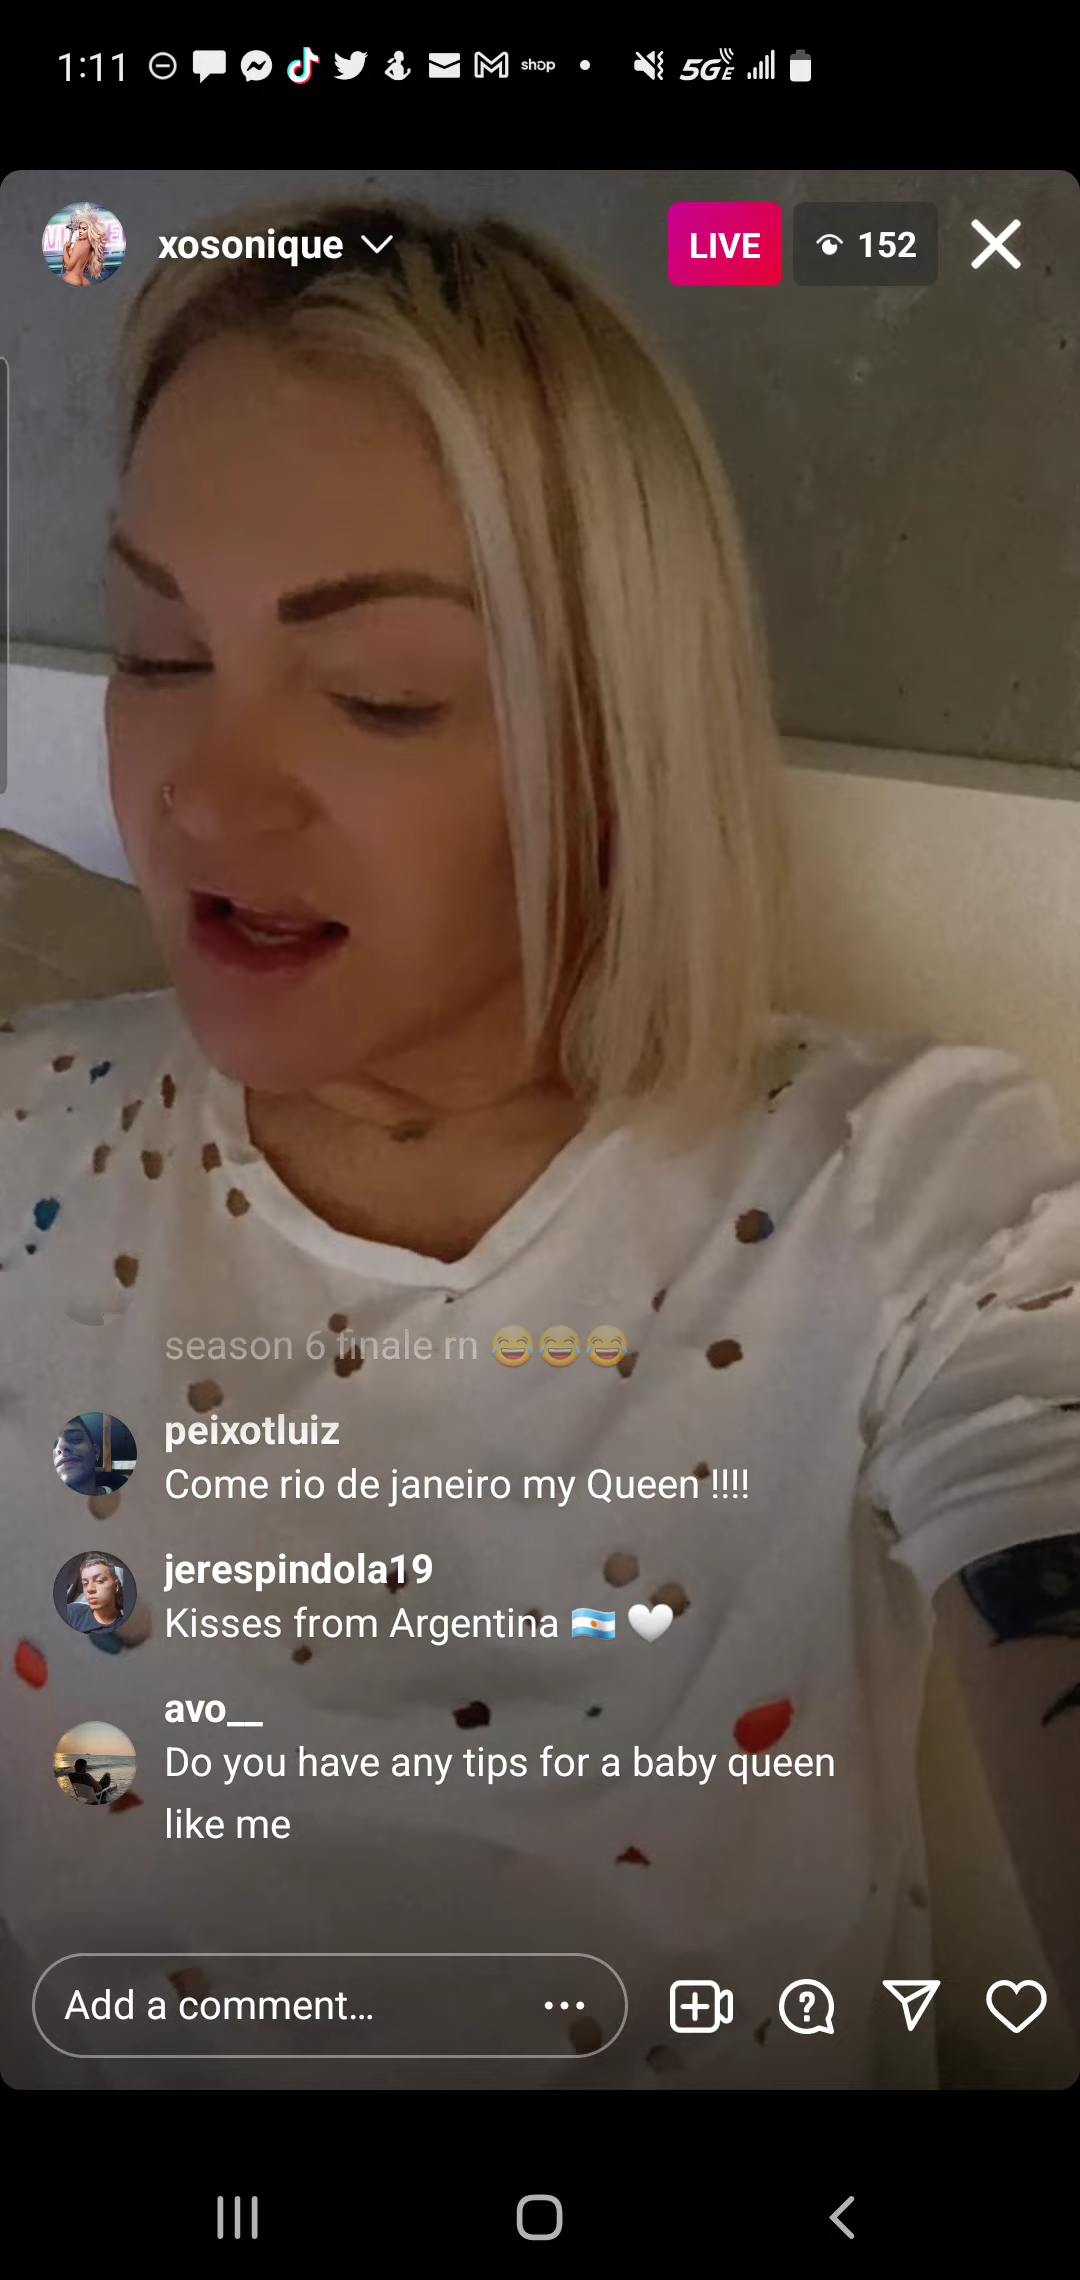 1:11 shop 5GE
xosonique LIVE 152
season 6 finale rn 😂😂😂
peixotluiz
Come rio de janeiro my Queen !!!!
jerespindola19
Kisses from Argentina 🇦🇷 🤍
avo__
Do you have any tips for a baby queen
like me
Add a comment...